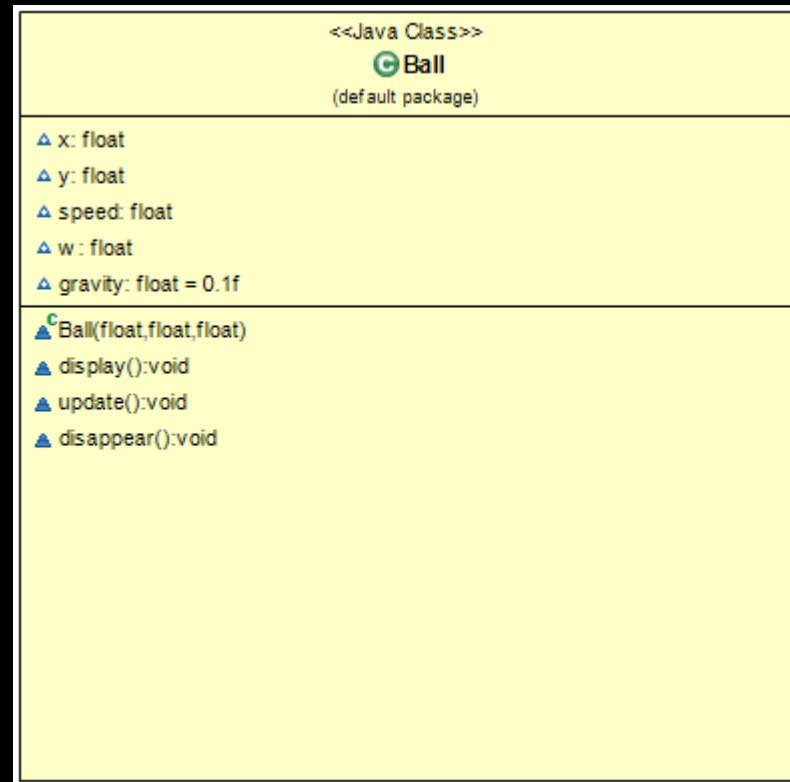 <<Java Class>>
C Ball
(default package)
x: float
y: float
speed: float
w : float
gravity: float = 0.1f
C Ball(float,float,float)
display():void
update():void
disappear():void